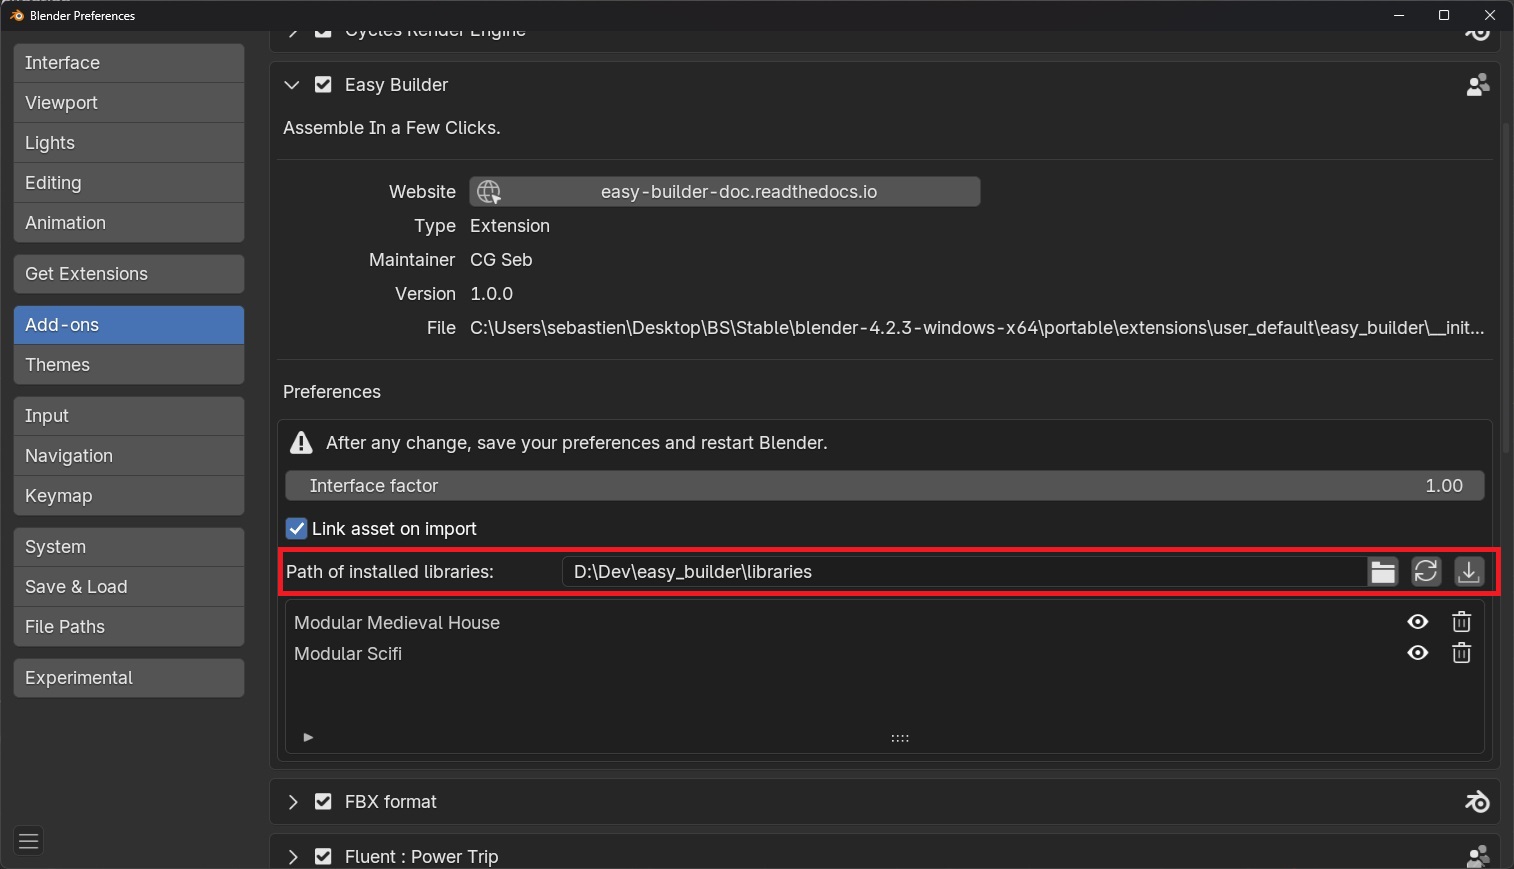 Blender Preferences
Interface
Viewport
Lights
Editing
Animation
Get Extensions
Add-ons
Themes
Input
Navigation
Keymap
System
Save & Load
File Paths
Experimental
Cycles Render Engine
Easy Builder
Assemble In a Few Clicks.
Website easy-builder-doc.readthedocs.io
Type Extension
Maintainer CG Seb
Version 1.0.0
File C:\Users\sebastien\Desktop\BS\Stable\blender-4.2.3-windows-x64\portable\extensions\user_default\easy_builder\__init...
Preferences
After any change, save your preferences and restart Blender.
Interface factor 1.00
Link asset on import
Path of installed libraries: D:\Dev\easy_builder\libraries
Modular Medieval House
Modular Scifi
FBX format
Fluent : Power Trip